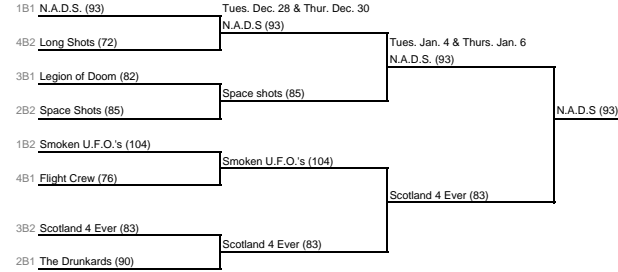 1B1 N.A.D.S. (93)
Tues. Dec. 28 & Thur. Dec. 30
N.A.D.S (93)
4B2 Long Shots (72)
Tues. Jan. 4 & Thurs. Jan. 6
N.A.D.S. (93)
3B1 Legion of Doom (82)
Space shots (85)
2B2 Space Shots (85)
N.A.D.S (93)
1B2 Smoken U.F.O.'s (104)
Smoken U.F.O.'s (104)
4B1 Flight Crew (76)
Scotland 4 Ever (83)
3B2 Scotland 4 Ever (83)
Scotland 4 Ever (83)
2B1 The Drunkards (90)